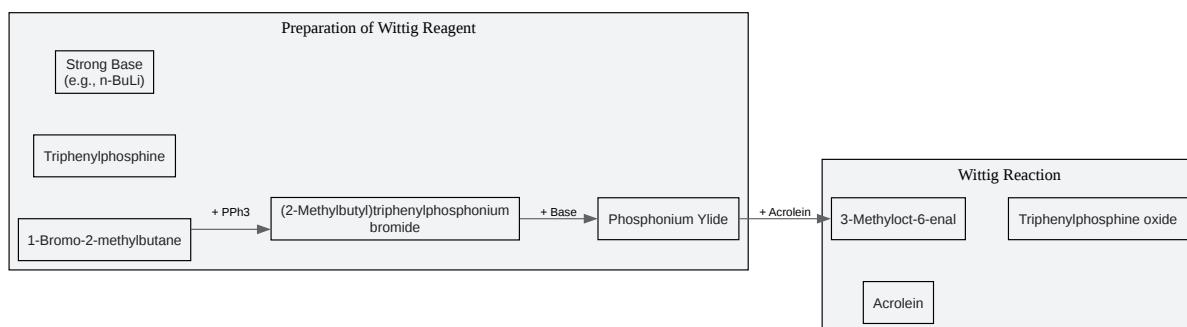 Preparation of Wittig Reagent
Strong Base
(e.g., n-BuLi)
Triphenylphosphine
1-Bromo-2-methylbutane
+ PPh3
(2-Methylbutyl)triphenylphosphonium
bromide
+ Base
Phosphonium Ylide
+ Acrolein
Wittig Reaction
3-Methyloct-6-enal
Triphenylphosphine oxide
Acrolein